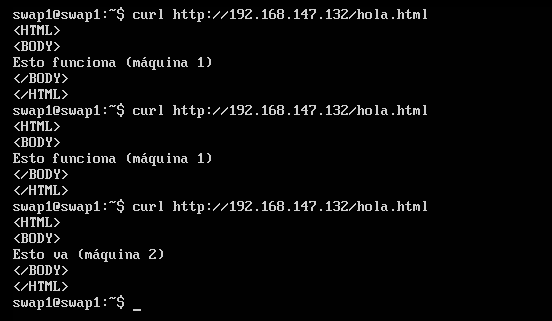 swap1@swap1:~$ curl http://192.168.147.132/hola.html
<HTML>
<BODY>
Esto funciona (máquina 1)
</BODY>
</HTML>
swap1@swap1:~$ curl http://192.168.147.132/hola.html
<HTML>
<BODY>
Esto funciona (máquina 1)
</BODY>
</HTML>
swap1@swap1:~$ curl http://192.168.147.132/hola.html
<HTML>
<BODY>
Esto va (máquina 2)
</BODY>
</HTML>
swap1@swap1:~$ _